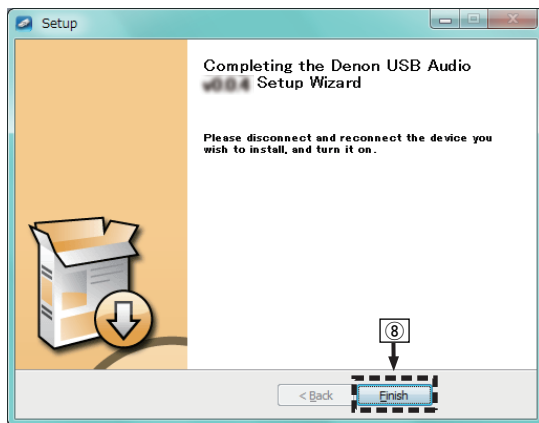 Setup
Completing the Denon USB Audio
Setup Wizard
Please disconnect and reconnect the device you
wish to install, and turn it on.
⑧
< Back Finish